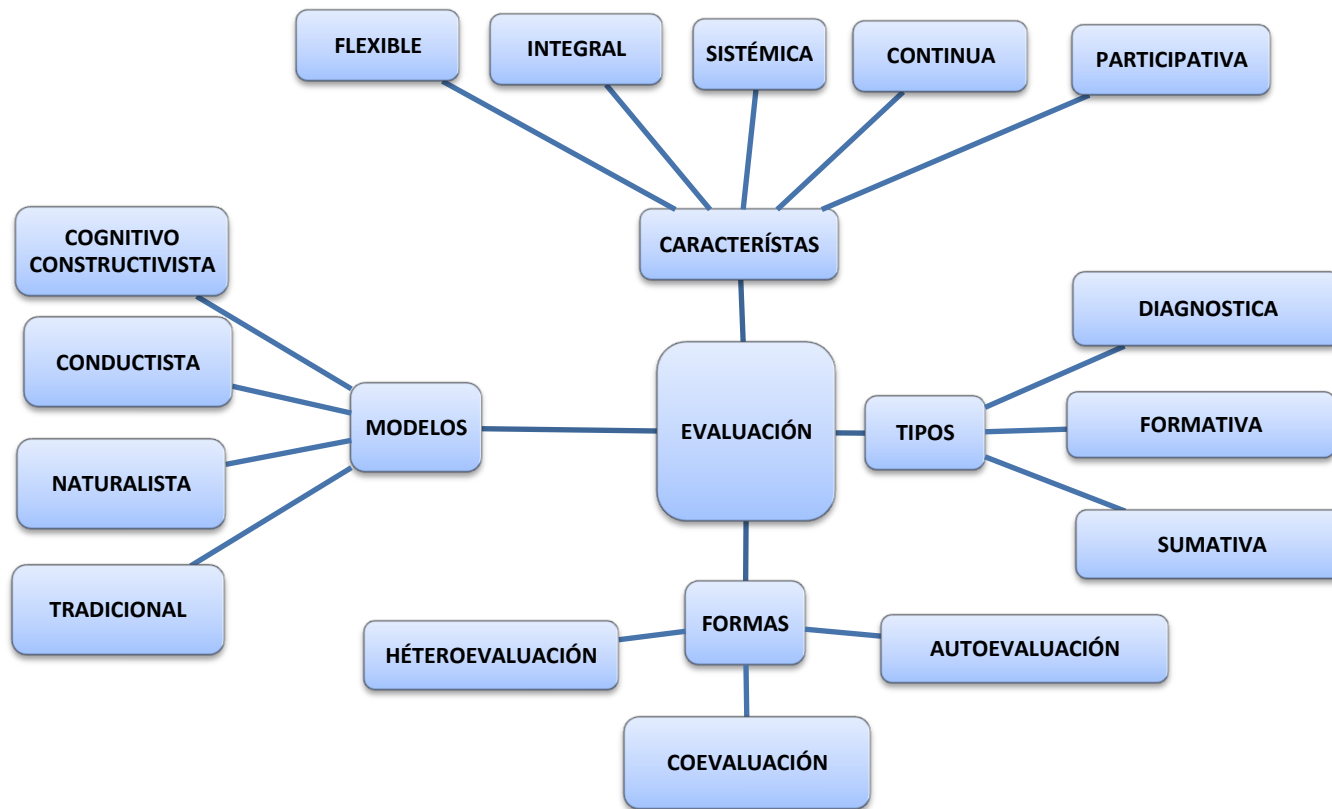 FLEXIBLE
INTEGRAL
SISTÉMICA
CONTINUA
PARTICIPATIVA
CARACTERÍSTAS
COGNITIVO
CONSTRUCTIVISTA
CONDUCTISTA
NATURALISTA
TRADICIONAL
MODELOS
EVALUACIÓN
TIPOS
DIAGNOSTICA
FORMATIVA
SUMATIVA
FORMAS
HÉTEROEVALUACIÓN
AUTOEVALUACIÓN
COEVALUACIÓN